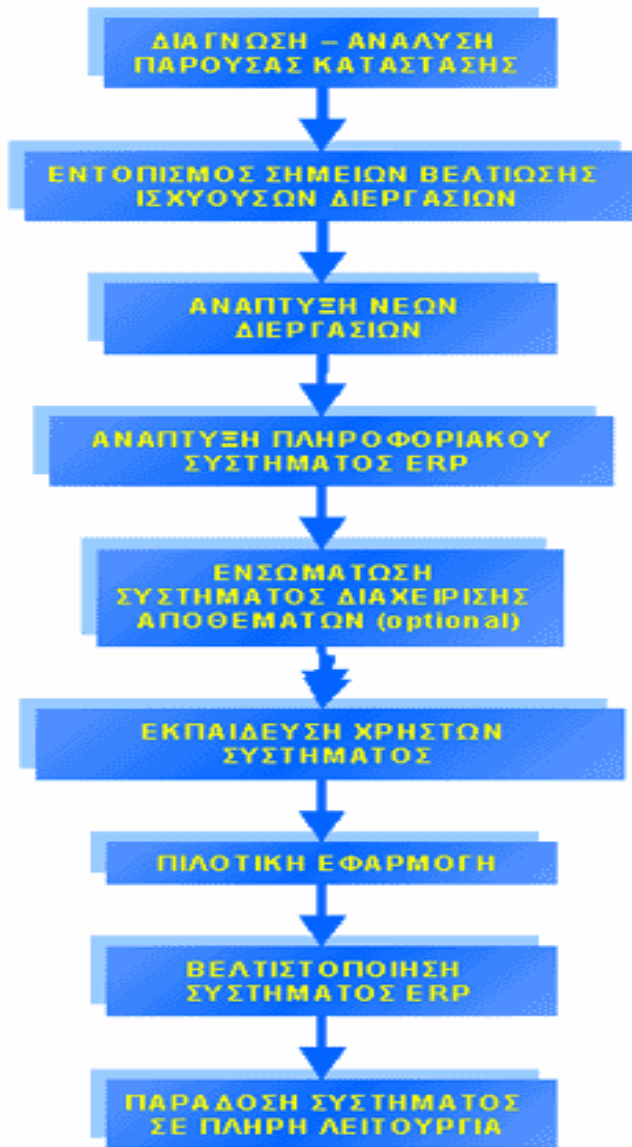 ΔΙΑΓΝΩΣΗ – ΑΝΑΛΥΣΗ
ΠΑΡΟΥΣΑΣ ΚΑΤΑΣΤΑΣΗΣ
ΕΝΤΟΠΙΣΜΟΣ ΣΗΜΕΙΩΝ ΒΕΛΤΙΩΣΗΣ
ΙΣΧΥΟΥΣΩΝ ΔΙΕΡΓΑΣΙΩΝ
ΑΝΑΠΤΥΞΗ ΝΕΩΝ
ΔΙΕΡΓΑΣΙΩΝ
ΑΝΑΠΤΥΞΗ ΠΛΗΡΟΦΟΡΙΑΚΟΥ
ΣΥΣΤΗΜΑΤΟΣ ERP
ΕΝΣΩΜΑΤΩΣΗ
ΣΥΣΤΗΜΑΤΟΣ ΔΙΑΧΕΙΡΙΣΗΣ
ΑΠΟΘΕΜΑΤΩΝ (optional)
ΕΚΠΑΙΔΕΥΣΗ ΧΡΗΣΤΩΝ
ΣΥΣΤΗΜΑΤΟΣ
ΠΙΛΟΤΙΚΗ ΕΦΑΡΜΟΓΗ
ΒΕΛΤΙΣΤΟΠΟΙΗΣΗ
ΣΥΣΤΗΜΑΤΟΣ ERP
ΠΑΡΑΔΟΣΗ ΣΥΣΤΗΜΑΤΟΣ
ΣΕ ΠΛΗΡΗ ΛΕΙΤΟΥΡΓΙΑ